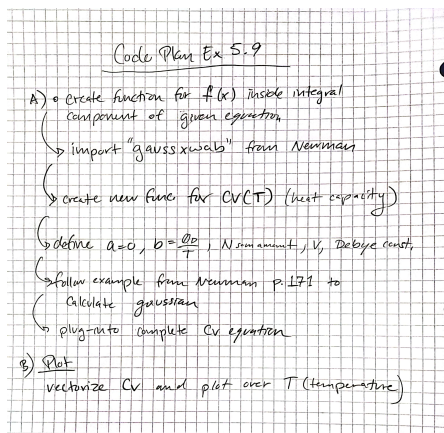 Code Plan Ex 5.9
A) • create function for f(x) inside integral
component of given equation
↳ import "gaussxwab" from Newman
↳ create new func for CV(T) (heat capacity)
↳ define a=0, b=θD/T, N som amount, V, Debye const,
↳ follow example from Newman p. 171 to
calculate gaussian
↳ plug-into complete Cv equation
B) Plot
vectorize Cv and plot over T (temperature)